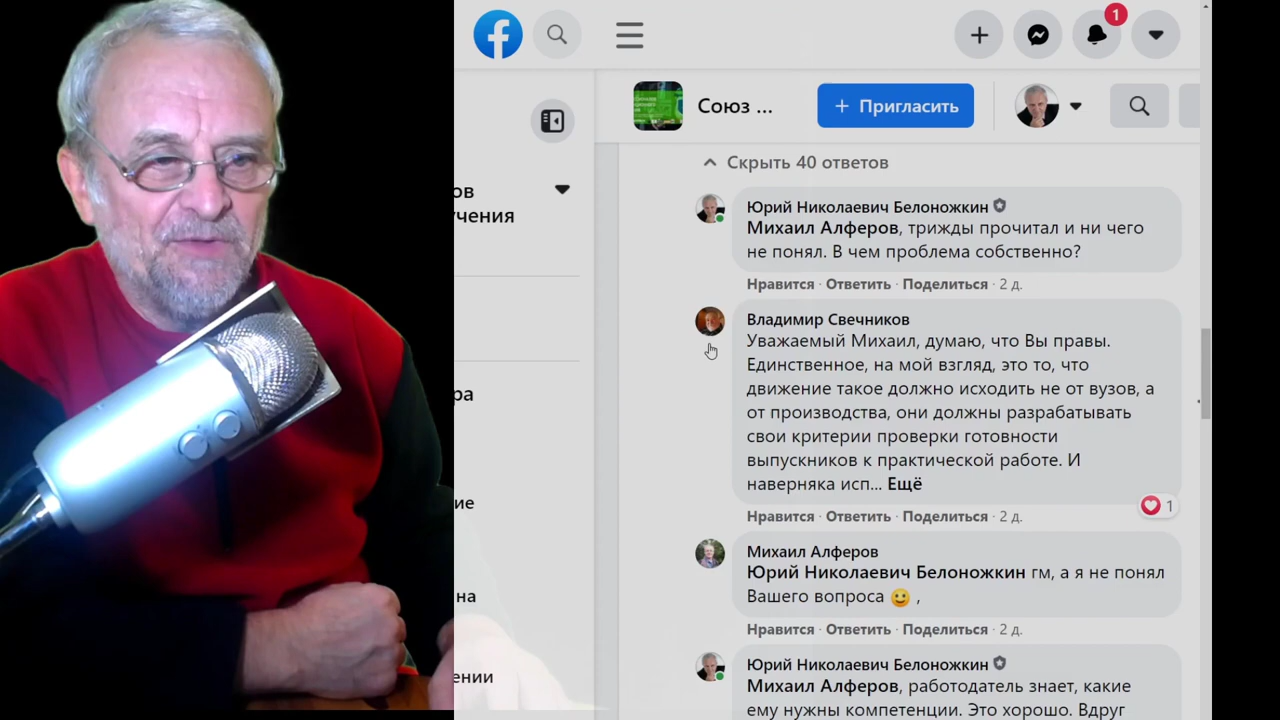 1
Союз ...
+ Пригласить
ов
учения
ра
ие
на
ении
Скрыть 40 ответов
Юрий Николаевич Белоножкин
Михаил Алферов, трижды прочитал и ни чего
не понял. В чем проблема собственно?
Нравится · Ответить · Поделиться · 2 д.
Владимир Свечников
Уважаемый Михаил, думаю, что Вы правы.
Единственное, на мой взгляд, это то, что
движение такое должно исходить не от вузов, а
от производства, они должны разрабатывать
свои критерии проверки готовности
выпускников к практической работе. И
наверняка исп... Ещё
1
Нравится · Ответить · Поделиться · 2 д.
Михаил Алферов
Юрий Николаевич Белоножкин гм, а я не понял
Вашего вопроса 😉 ,
Нравится · Ответить · Поделиться · 2 д.
Юрий Николаевич Белоножкин
Михаил Алферов, работодатель знает, какие
ему нужны компетенции. Это хорошо. Вдруг